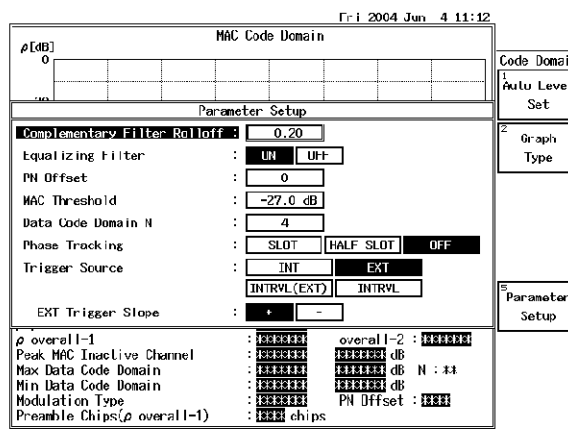 Fri 2004 Jun 4 11:12
MAC Code Domain
ρ[dB]
0
Parameter Setup
Complementary Filter Rolloff : 0.20
Equalizing Filter : ON OFF
PN Offset : 0
MAC Threshold : -27.0 dB
Data Code Domain N : 4
Phase Tracking : SLOT HALF SLOT OFF
Trigger Source : INT EXT
INTRVL(EXT) INTRVL
EXT Trigger Slope : + -
ρ overall-1 : ******* overall-2 : *******
Peak MAC Inactive Channel : ******* ******* dB
Max Data Code Domain : ******* ******* dB N : **
Min Data Code Domain : ******* ******* dB
Modulation Type : ******* PN Offset : ****
Preamble Chips(ρ overall-1) : **** chips
Code Domai
1
Auto Leve
Set
2
Graph
Type
5
Parameter
Setup